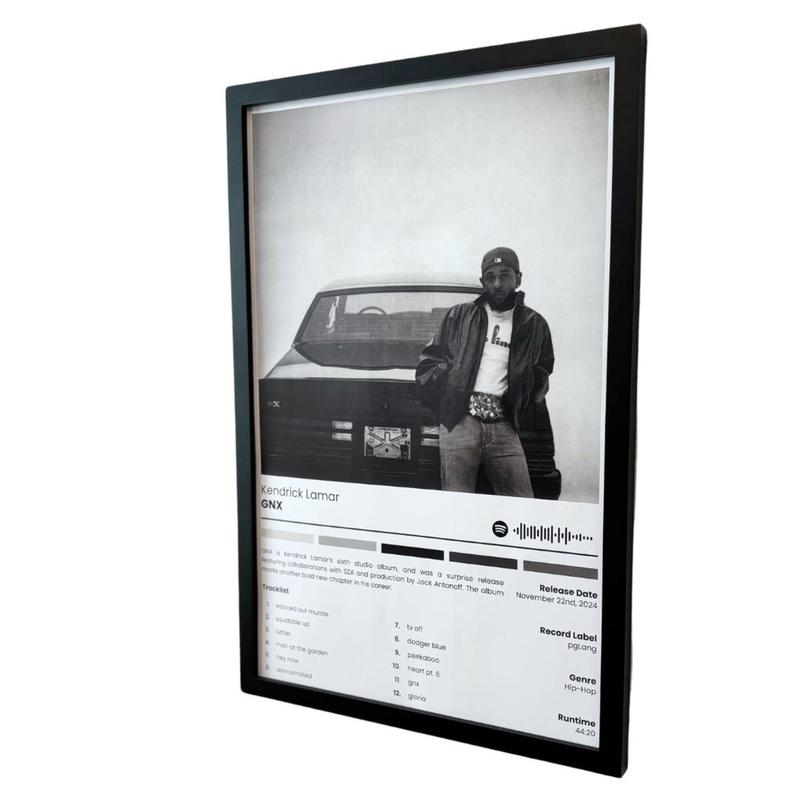 X
lin
Kendrick Lamar
GNX
GNX is Kendrick Lamar's sixth studio album, and was a surprise release
featuring collaborations with SZA and production by Jack Antonoff. The album
marks another bold new chapter in his career.
Tracklist
1. wacced out murals
2. squabble up
3. luther
4. man at the garden
5. hey now
6. reincarnated
7. tv off
8. dodger blue
9. peekaboo
10. heart pt. 6
11. gnx
12. gloria
Release Date
November 22nd, 2024
Record Label
pgLang
Genre
Hip-Hop
Runtime
44:20